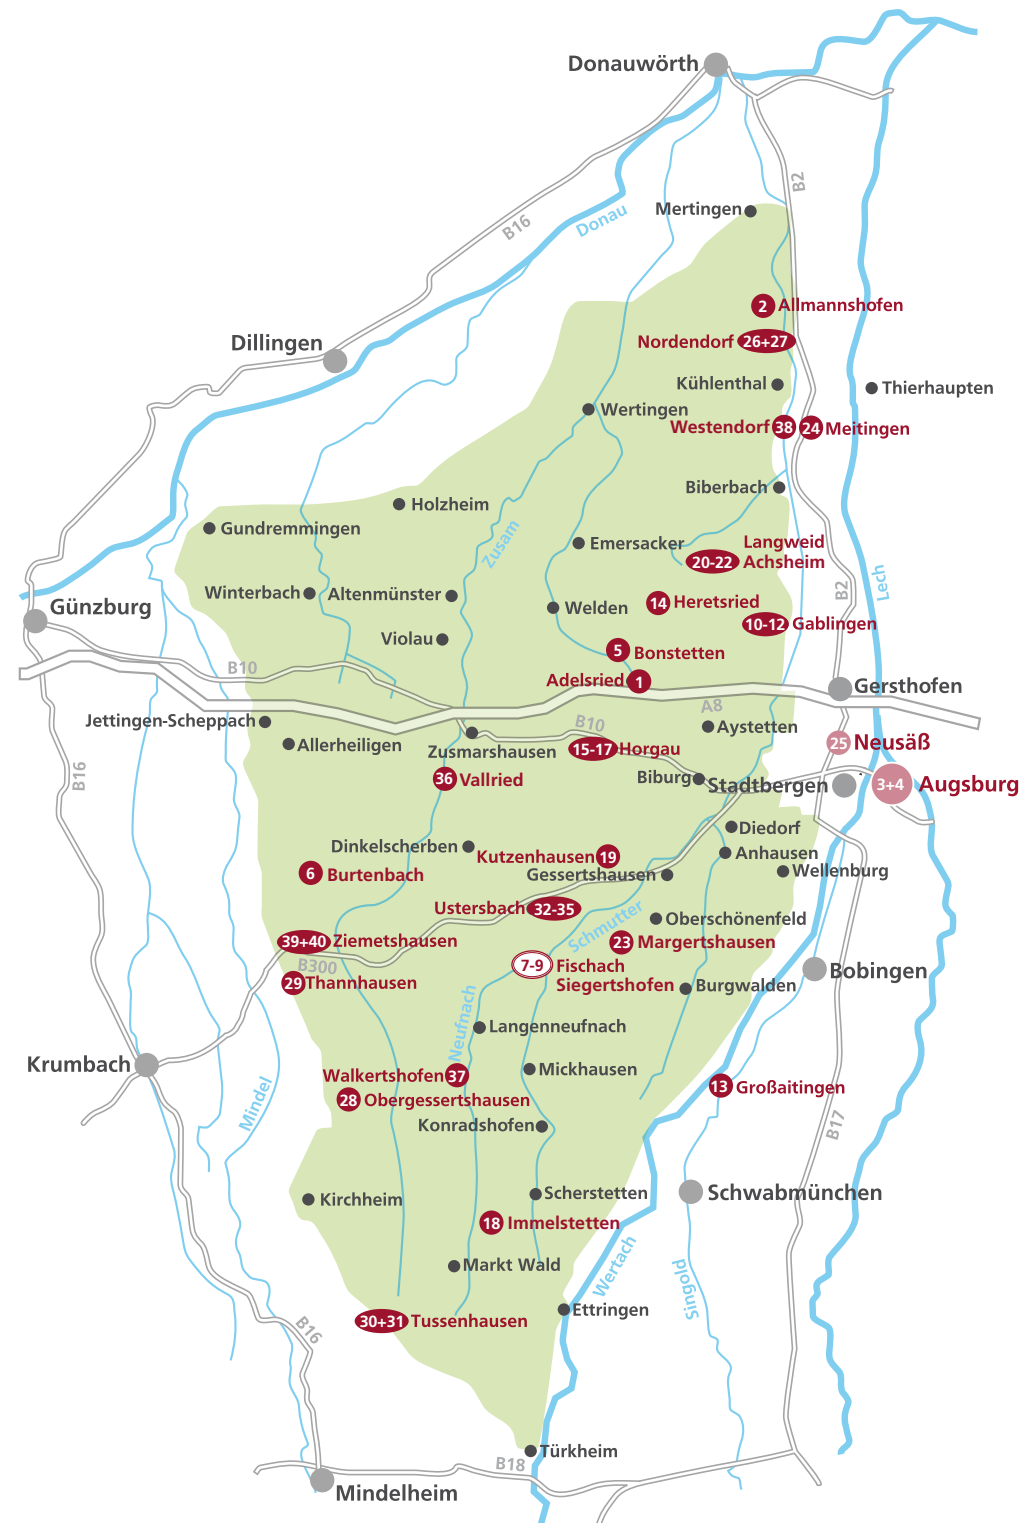 Donauwörth
B2
Mertingen
Donau
B16
2 Allmannshofen
Nordendorf 26+27
Dillingen
Kühlenthal
Thierhaupten
Wertingen
Westendorf 38 24 Meitingen
Biberbach
Holzheim
Gundremmingen
Zusam
Emersacker
Langweid
20-22 Achsheim
Lech
B2
Winterbach
Altenmünster
Günzburg
Welden
14 Heretsried
10-12 Gablingen
Violau
5 Bonstetten
B10
Adelsried 1
Gersthofen
A8
Jettingen-Scheppach
B10
Aystetten
Allerheiligen
Zusmarshausen
15-17 Horgau
25 Neusäß
B16
36 Vallried
Biburg
Stadtbergen
3+4 Augsburg
Diedorf
Dinkelscherben
Kutzenhausen 19
Anhausen
6 Burtenbach
Gessertshausen
Wellenburg
Ustersbach 32-35
Schmutter
Oberschönenfeld
39+40 Ziemetshausen
23 Margertshausen
B300
7-9 Fischach
Siegertshofen
Bobingen
29 Thannhausen
Burgwalden
Neufnach
Langenneufnach
Krumbach
Walkertshofen 37
Mickhausen
28 Obergessertshausen
13 Großaitingen
Mindel
Konradshofen
B17
Kirchheim
Scherstetten
Schwabmünchen
18 Immelstetten
Markt Wald
Wertach
Singold
Ettringen
B16
30+31 Tussenhausen
Türkheim
B18
Mindelheim